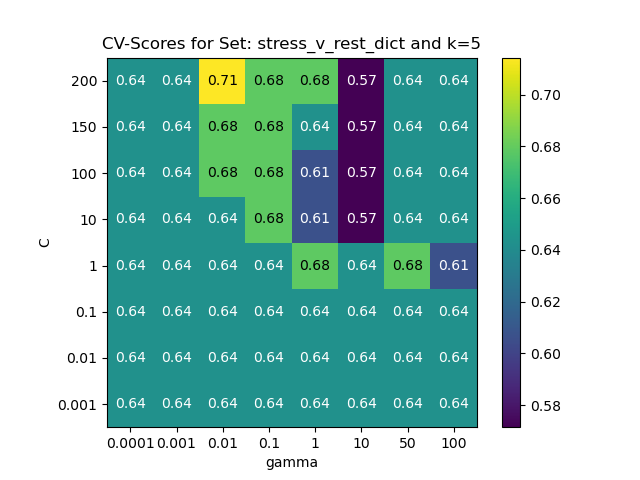 CV-Scores for Set: stress_v_rest_dict and k=5
200 0.64 0.64 0.71 0.68 0.68 0.57 0.64 0.64
150 0.64 0.64 0.68 0.68 0.64 0.57 0.64 0.64
100 0.64 0.64 0.68 0.68 0.61 0.57 0.64 0.64
10 0.64 0.64 0.64 0.68 0.61 0.57 0.64 0.64
C
1 0.64 0.64 0.64 0.64 0.68 0.64 0.68 0.61
0.1 0.64 0.64 0.64 0.64 0.64 0.64 0.64 0.64
0.01 0.64 0.64 0.64 0.64 0.64 0.64 0.64 0.64
0.001 0.64 0.64 0.64 0.64 0.64 0.64 0.64 0.64
0.0001 0.001 0.01 0.1 1 10 50 100
gamma
0.70
0.68
0.66
0.64
0.62
0.60
0.58